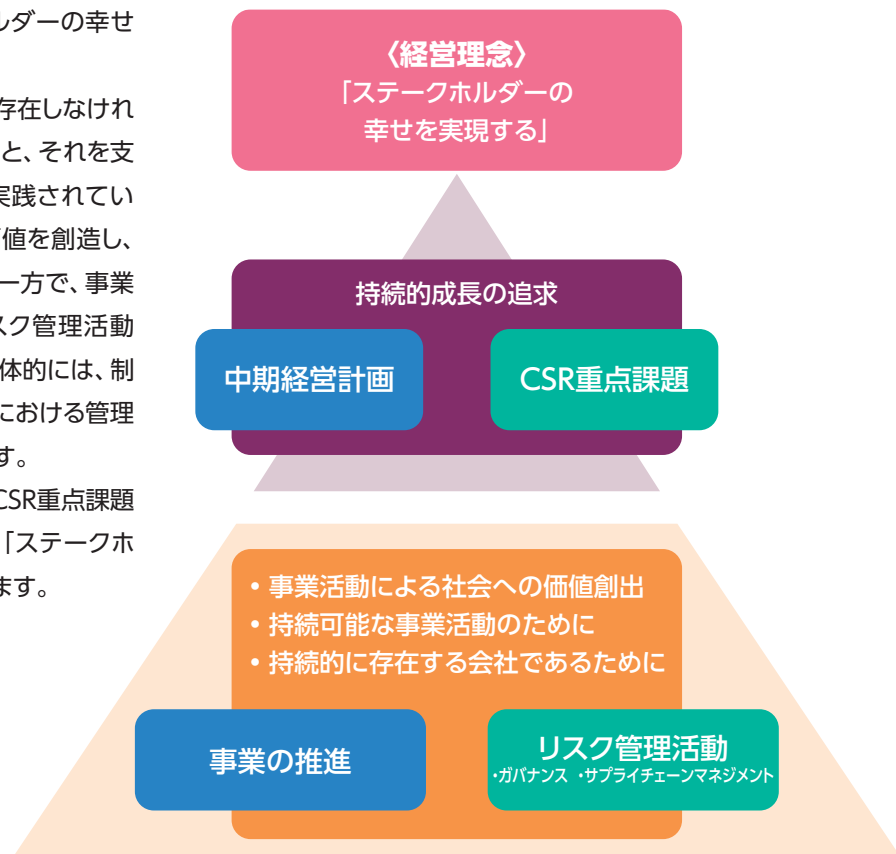 ルダーの幸せ
存在しなけれ
と、それを支
実践されてい
値を創造し、
一方で、事業
スク管理活動
体的には、制
における管理
す。
CSR重点課題
「ステークホ
ます。
〈経営理念〉
「ステークホルダーの
幸せを実現する」
持続的成長の追求
中期経営計画
CSR重点課題
・事業活動による社会への価値創出
・持続可能な事業活動のために
・持続的に存在する会社であるために
事業の推進
リスク管理活動
・ガバナンス ・サプライチェーンマネジメント